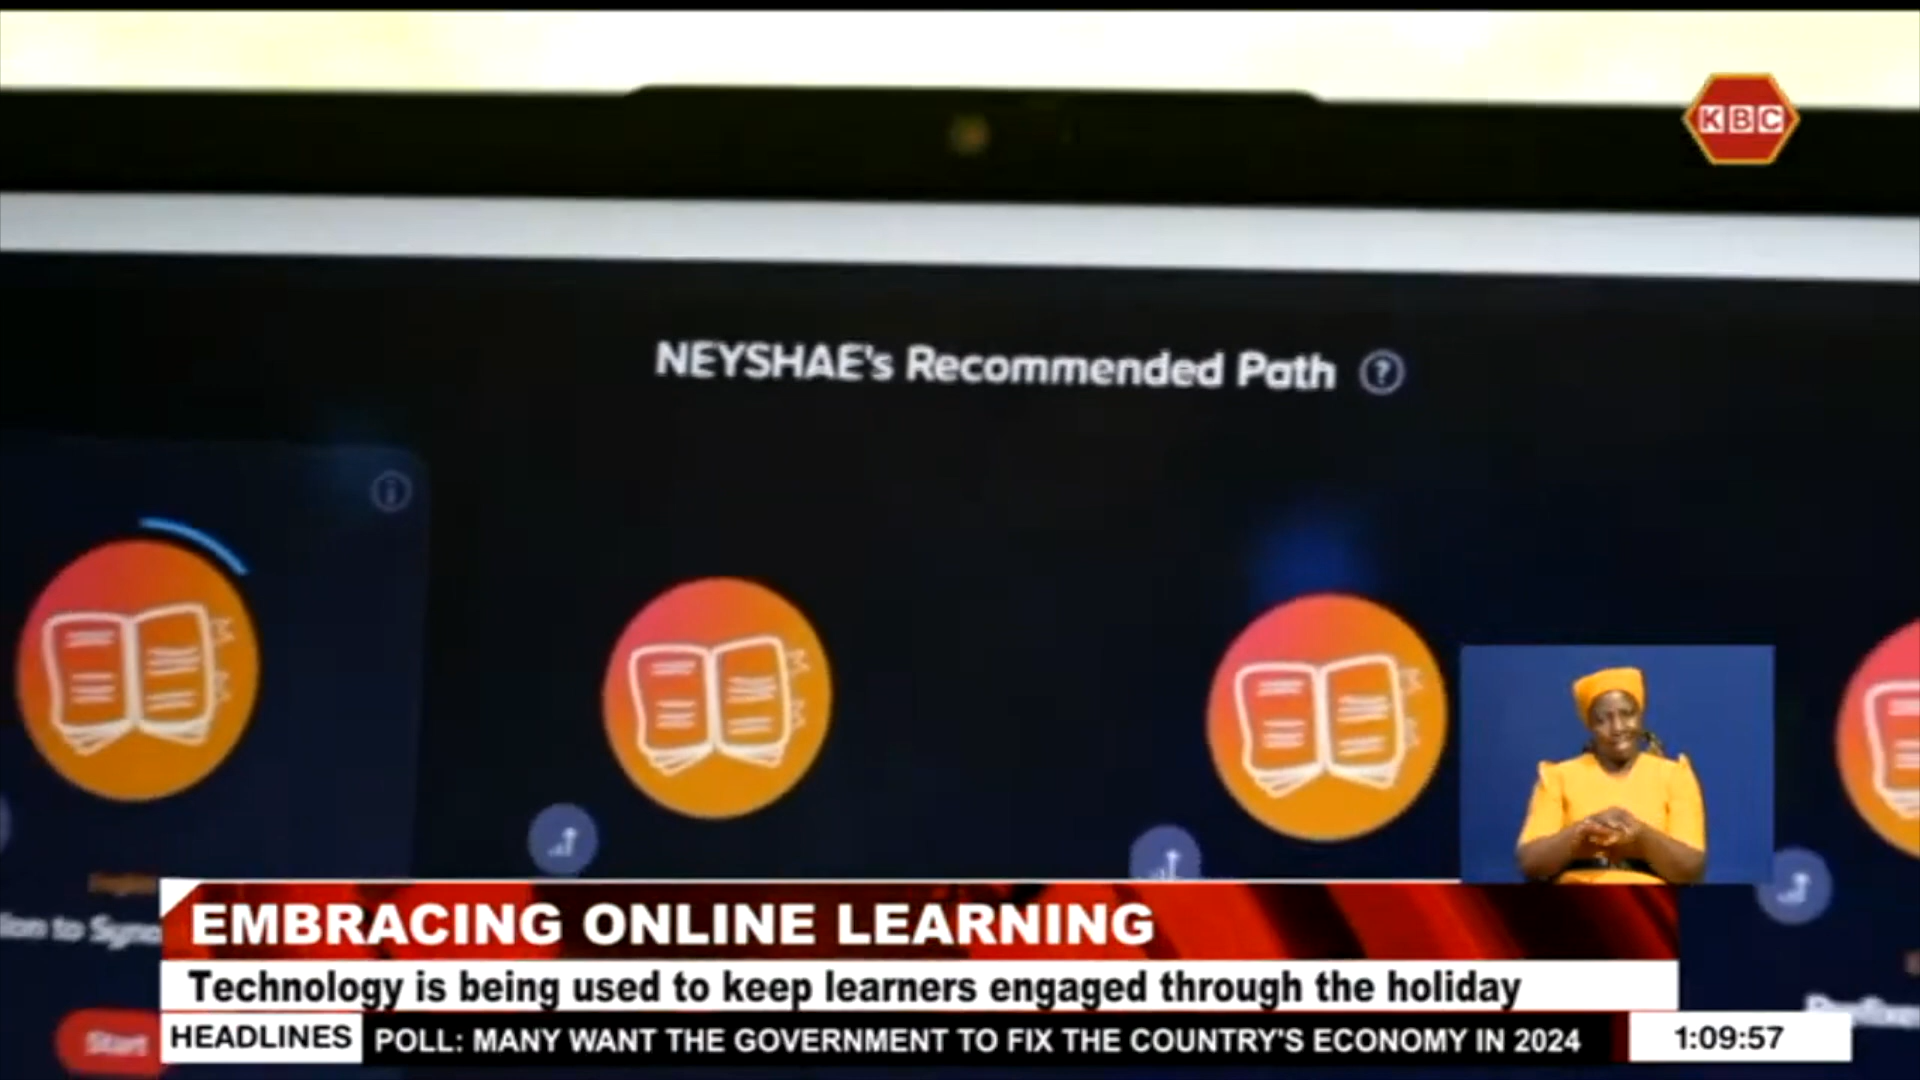 KBC
NEYSHAE's Recommended Path ?
Start
EMBRACING ONLINE LEARNING
Technology is being used to keep learners engaged through the holiday
HEADLINES POLL: MANY WANT THE GOVERNMENT TO FIX THE COUNTRY'S ECONOMY IN 2024 1:09:57